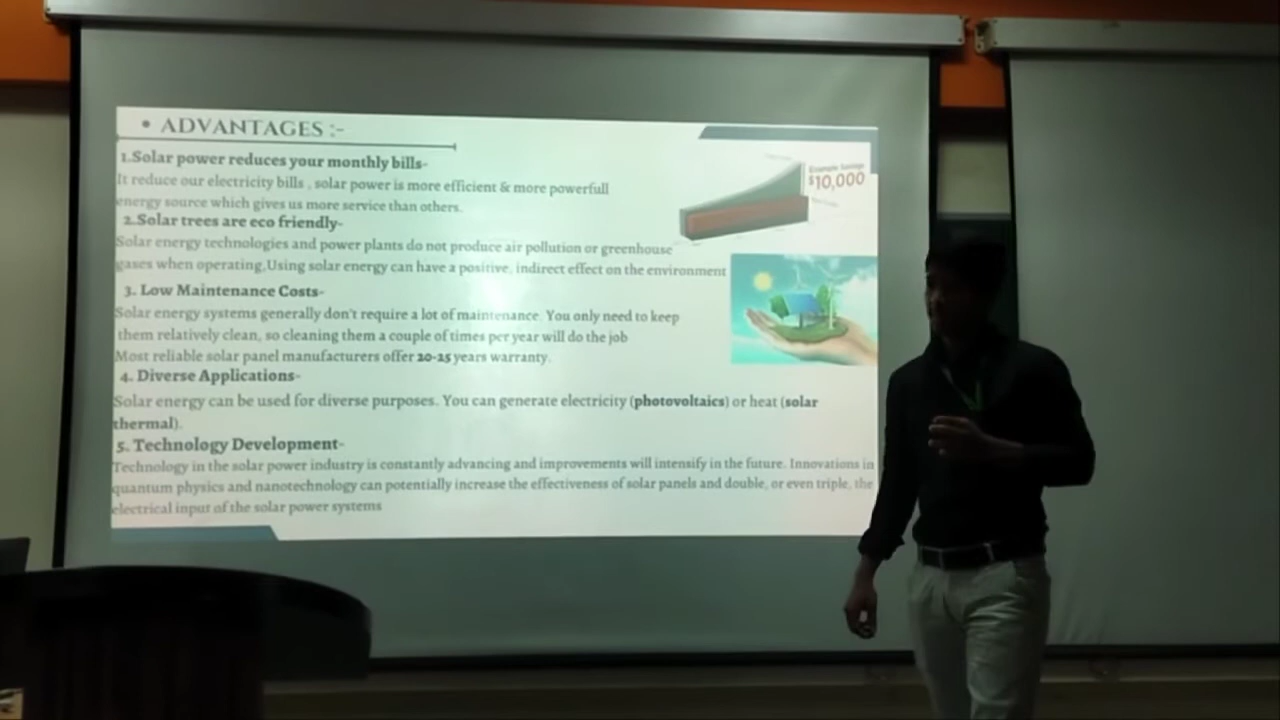 • ADVANTAGES :-
1.Solar power reduces your monthly bills-
It reduce our electricity bills , solar power is more efficient & more powerfull
energy source which gives us more service than others.
2.Solar trees are eco friendly-
Solar energy technologies and power plants do not produce air pollution or greenhouse
gases when operating.Using solar energy can have a positive, indirect effect on the environment
3. Low Maintenance Costs-
Solar energy systems generally don't require a lot of maintenance. You only need to keep
them relatively clean, so cleaning them a couple of times per year will do the job
Most reliable solar panel manufacturers offer 20-25 years warranty.
4. Diverse Applications-
Solar energy can be used for diverse purposes. You can generate electricity (photovoltaics) or heat (solar
thermal).
5. Technology Development-
Technology in the solar power industry is constantly advancing and improvements will intensify in the future. Innovations in
quantum physics and nanotechnology can potentially increase the effectiveness of solar panels and double, or even triple, the
electrical input of the solar power systems
Example Savings
$10,000